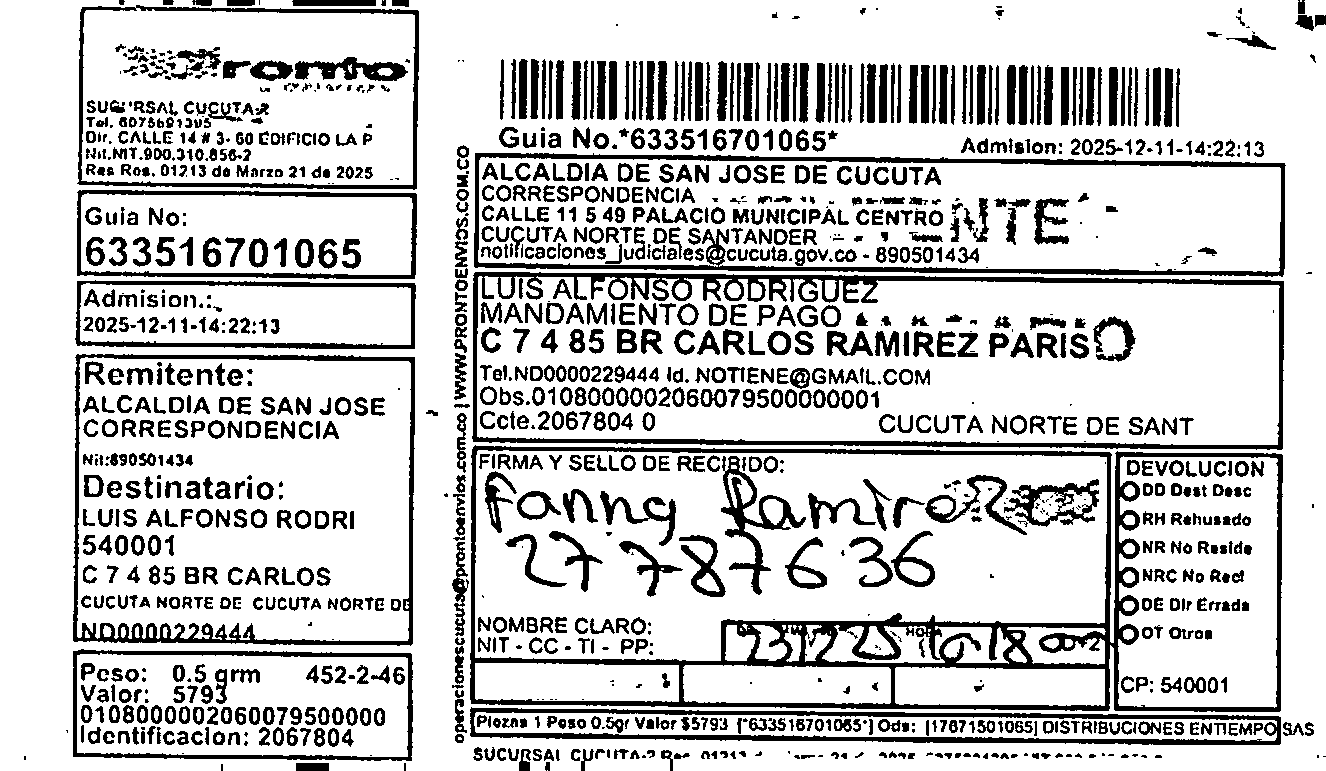 Pronto
SUCURSAL CUCUTA-2
Tel. 6075691395
Dir. CALLE 14 # 3- 60 EDIFICIO LA P
Nit.NIT.900.310.856-2
Res Ros. 01213 de Marzo 21 de 2025
Guia No:
633516701065
Admision.:
2025-12-11-14:22:13
Remitente:
ALCALDIA DE SAN JOSE
CORRESPONDENCIA
Nit:890501434
Destinatario:
LUIS ALFONSO RODRI
540001
C 7 4 85 BR CARLOS
CUCUTA NORTE DE CUCUTA NORTE DE
ND0000229444
Peso: 0.5 grm 452-2-46
Valor: 5793
0108000002060079500000
Identificacion: 2067804
operacionescucuta@prontoenvios.com.co | WWW.PRONTOENVIOS.COM.CO
Guia No.*633516701065*
Admision: 2025-12-11-14:22:13
ALCALDIA DE SAN JOSE DE CUCUTA
CORRESPONDENCIA
CALLE 11 5 49 PALACIO MUNICIPAL CENTRO
CUCUTA NORTE DE SANTANDER
notificaciones_judiciales@cucuta.gov.co - 890501434
LUIS ALFONSO RODRIGUEZ
MANDAMIENTO DE PAGO
C 7 4 85 BR CARLOS RAMIREZ PARIS
Tel.ND0000229444 Id. NOTIENE@GMAIL.COM
Obs.0108000002060079500000001
Ccte.2067804 0 CUCUTA NORTE DE SANT
FIRMA Y SELLO DE RECIBIDO:
Fanny Ramirez
27787636
NOMBRE CLARO:
NIT - CC - TI - PP:
HORA
231225 10:18
DEVOLUCION
DD Dest Desc
RH Rehusado
NR No Reside
NRC No Recl
DE Dir Errada
OT Otros
CP: 540001
Piezas 1 Peso 0.5gr Valor $5793 [*633516701065*] Ods: [17671501065] DISTRIBUCIONES ENTIEMPO SAS
SUCURSAL CUCUTA-2